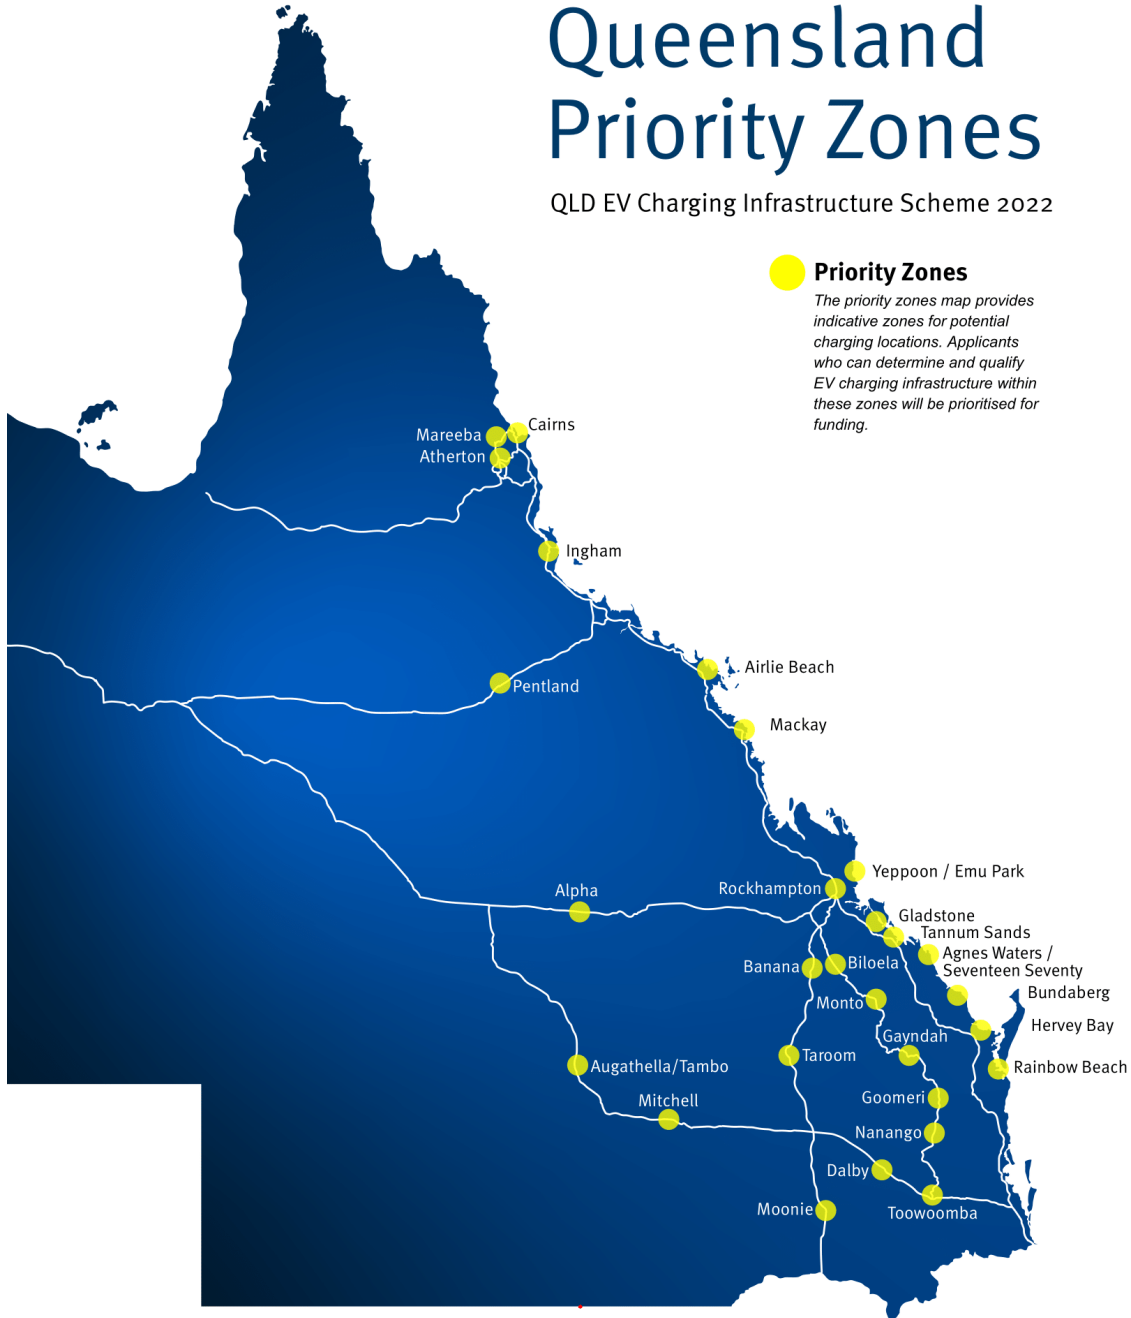 Queensland
Priority Zones
QLD EV Charging Infrastructure Scheme 2022
Priority Zones
The priority zones map provides
indicative zones for potential
charging locations. Applicants
who can determine and qualify
EV charging infrastructure within
these zones will be prioritised for
funding.
Cairns
Mareeba
Atherton
Ingham
Airlie Beach
Pentland
Mackay
Yeppoon / Emu Park
Rockhampton
Alpha
Gladstone
Tannum Sands
Agnes Waters /
Seventeen Seventy
Banana
Biloela
Bundaberg
Monto
Hervey Bay
Gayndah
Taroom
Augathella/Tambo
Rainbow Beach
Goomeri
Mitchell
Nanango
Dalby
Moonie
Toowoomba